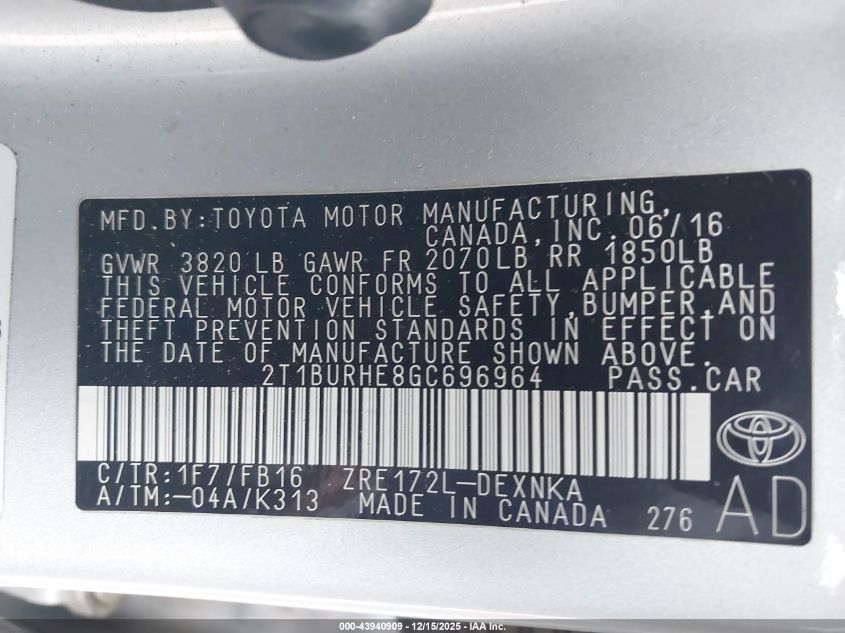 MFD.BY:TOYOTA MOTOR MANUFACTURING,
CANADA,INC. 06/16
GVWR 3820 LB GAWR FR 2070LB RR 1850LB
THIS VEHICLE CONFORMS TO ALL APPLICABLE
FEDERAL MOTOR VEHICLE SAFETY,BUMPER,AND
THEFT PREVENTION STANDARDS IN EFFECT ON
THE DATE OF MANUFACTURE SHOWN ABOVE.
2T1BURHE8GC696964 PASS.CAR
C/TR:1F7/FB16 ZRE172L-DEXNKA
A/TM:-04A/K313 MADE IN CANADA 276 AD
000-43940909 - 12/15/2025 - IAAI.COM